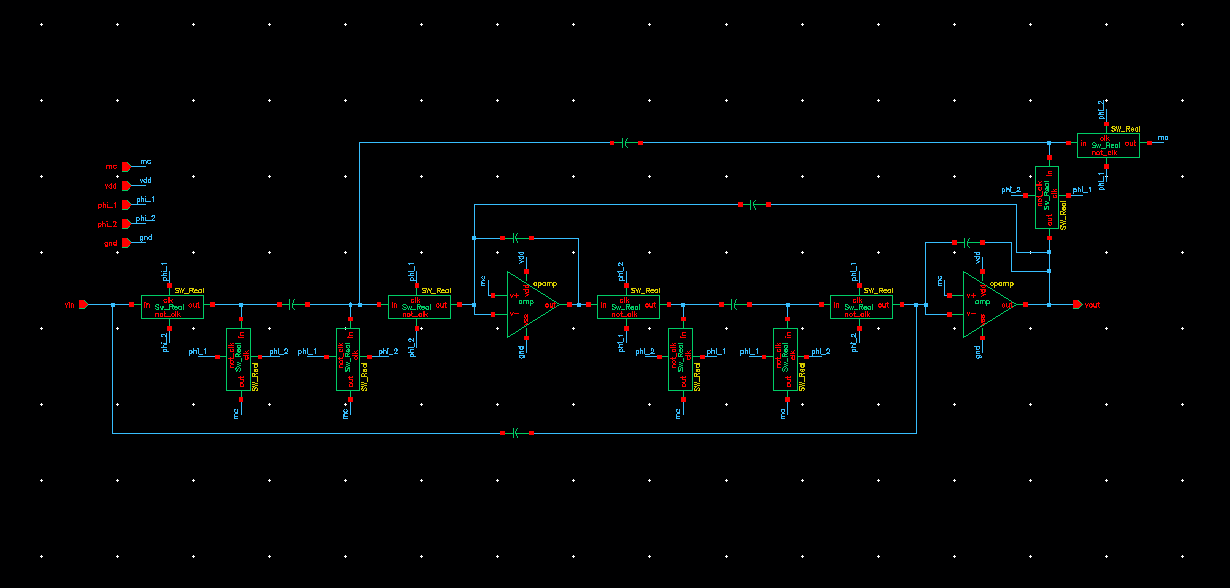 phi_2
SW_Real
clk
in Sw_Real out
not_clk
mc
phi_1
mc mc
vdd vdd
phi_1 phi_1
phi_2 phi_2
gnd gnd
phi_2 phi_1
in
not_clk
Sw_Real
clk
out
SW_Real
phi_1
SW_Real
clk
in Sw_Real out
not_clk
phi_2
vin
phi_1
SW_Real
clk
in Sw_Real out
not_clk
phi_2
mc
vdd
opamp
v+
amp
v-
out
vdd
vss
gnd
phi_2
SW_Real
clk
in Sw_Real out
not_clk
phi_1
phi_1
SW_Real
clk
in Sw_Real out
not_clk
phi_2
mc
vdd
opamp
v+
amp
v-
out
vdd
vss
gnd
vout
phi_1 phi_2
in
not_clk
Sw_Real
clk
out
SW_Real
mc
phi_1 phi_2
in
not_clk
Sw_Real
clk
out
SW_Real
mc
phi_2 phi_1
in
not_clk
Sw_Real
clk
out
SW_Real
mc
phi_1 phi_2
in
not_clk
Sw_Real
clk
out
SW_Real
mc